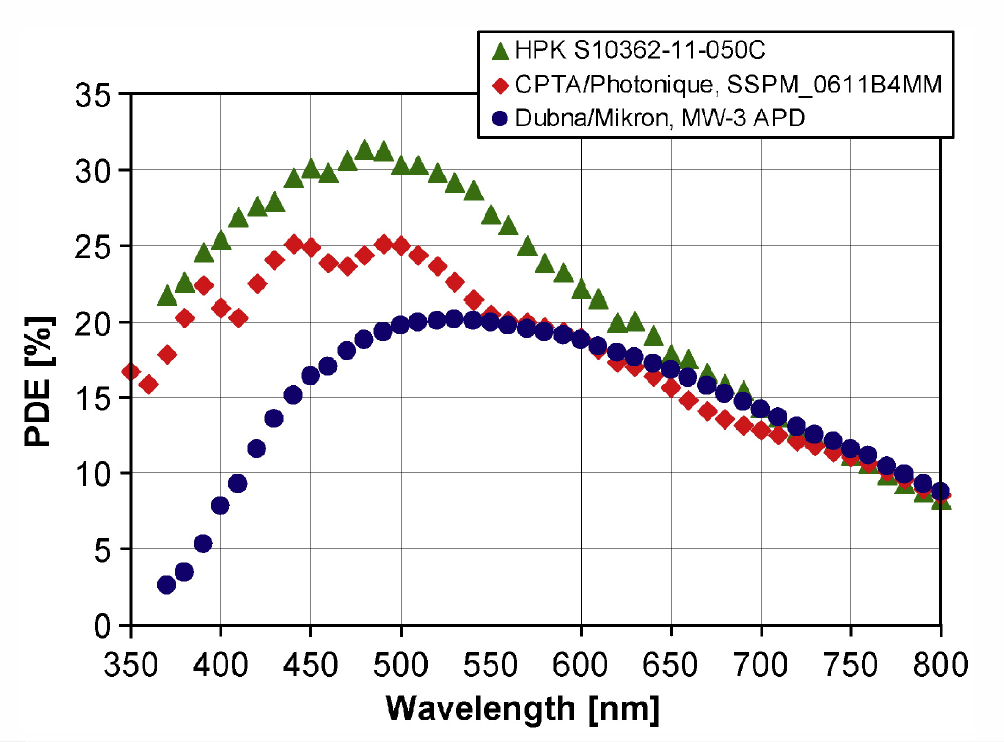 HPK S10362-11-050C
CPTA/Photonique, SSPM_0611B4MM
Dubna/Mikron, MW-3 APD
35
30
25
20
15
10
5
0
PDE [%]
350 400 450 500 550 600 650 700 750 800
Wavelength [nm]